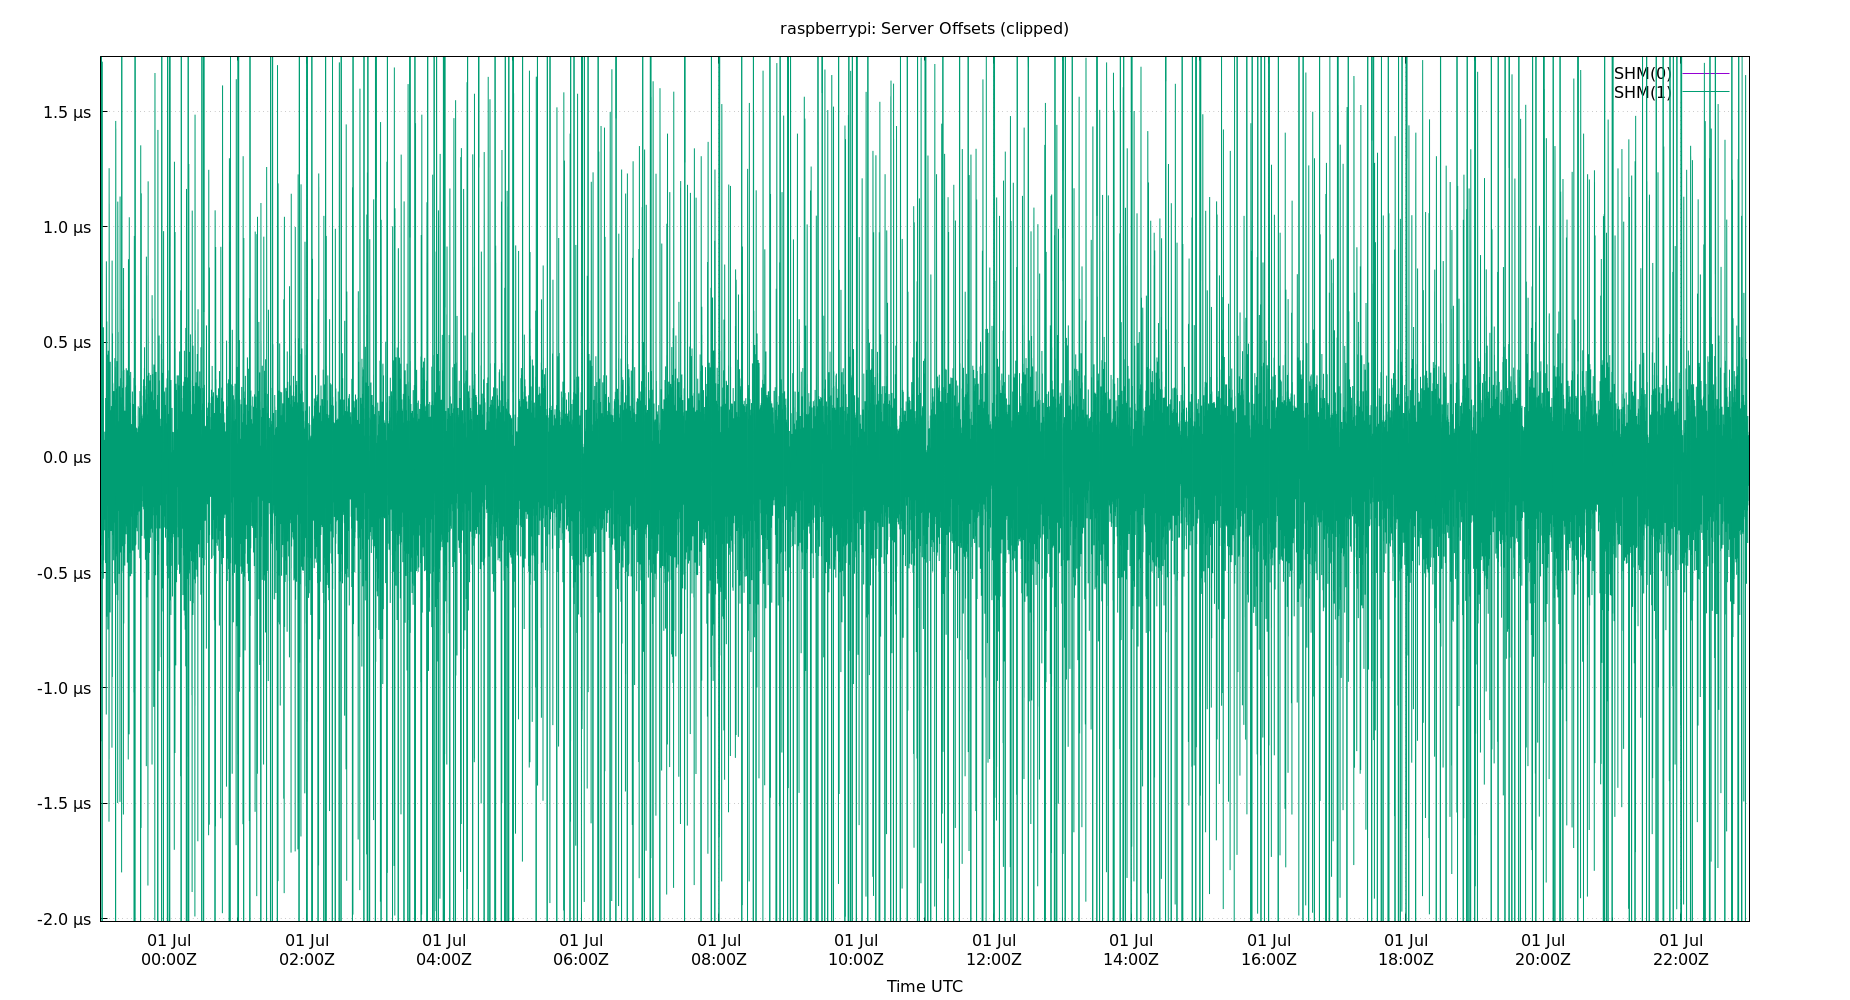 raspberrypi: Server Offsets (clipped)
SHM(0)
SHM(1)
1.5 µs
1.0 µs
0.5 µs
0.0 µs
-0.5 µs
-1.0 µs
-1.5 µs
-2.0 µs
01 Jul 01 Jul 01 Jul 01 Jul 01 Jul 01 Jul 01 Jul 01 Jul 01 Jul 01 Jul 01 Jul 01 Jul
00:00Z 02:00Z 04:00Z 06:00Z 08:00Z 10:00Z 12:00Z 14:00Z 16:00Z 18:00Z 20:00Z 22:00Z
Time UTC